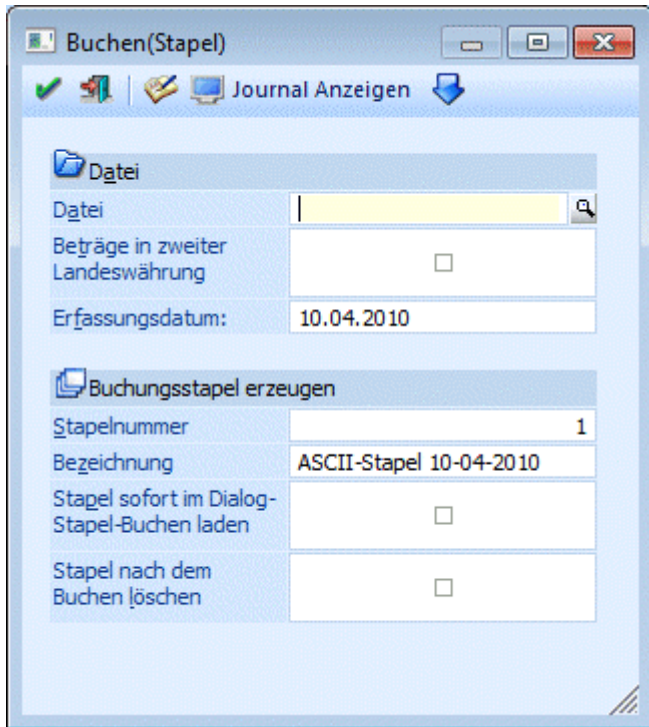 Buchen(Stapel)
Journal Anzeigen
Datei
Datei
Beträge in zweiter
Landeswährung
Erfassungsdatum: 10.04.2010
Buchungsstapel erzeugen
Stapelnummer 1
Bezeichnung ASCII-Stapel 10-04-2010
Stapel sofort im Dialog-
Stapel-Buchen laden
Stapel nach dem
Buchen löschen